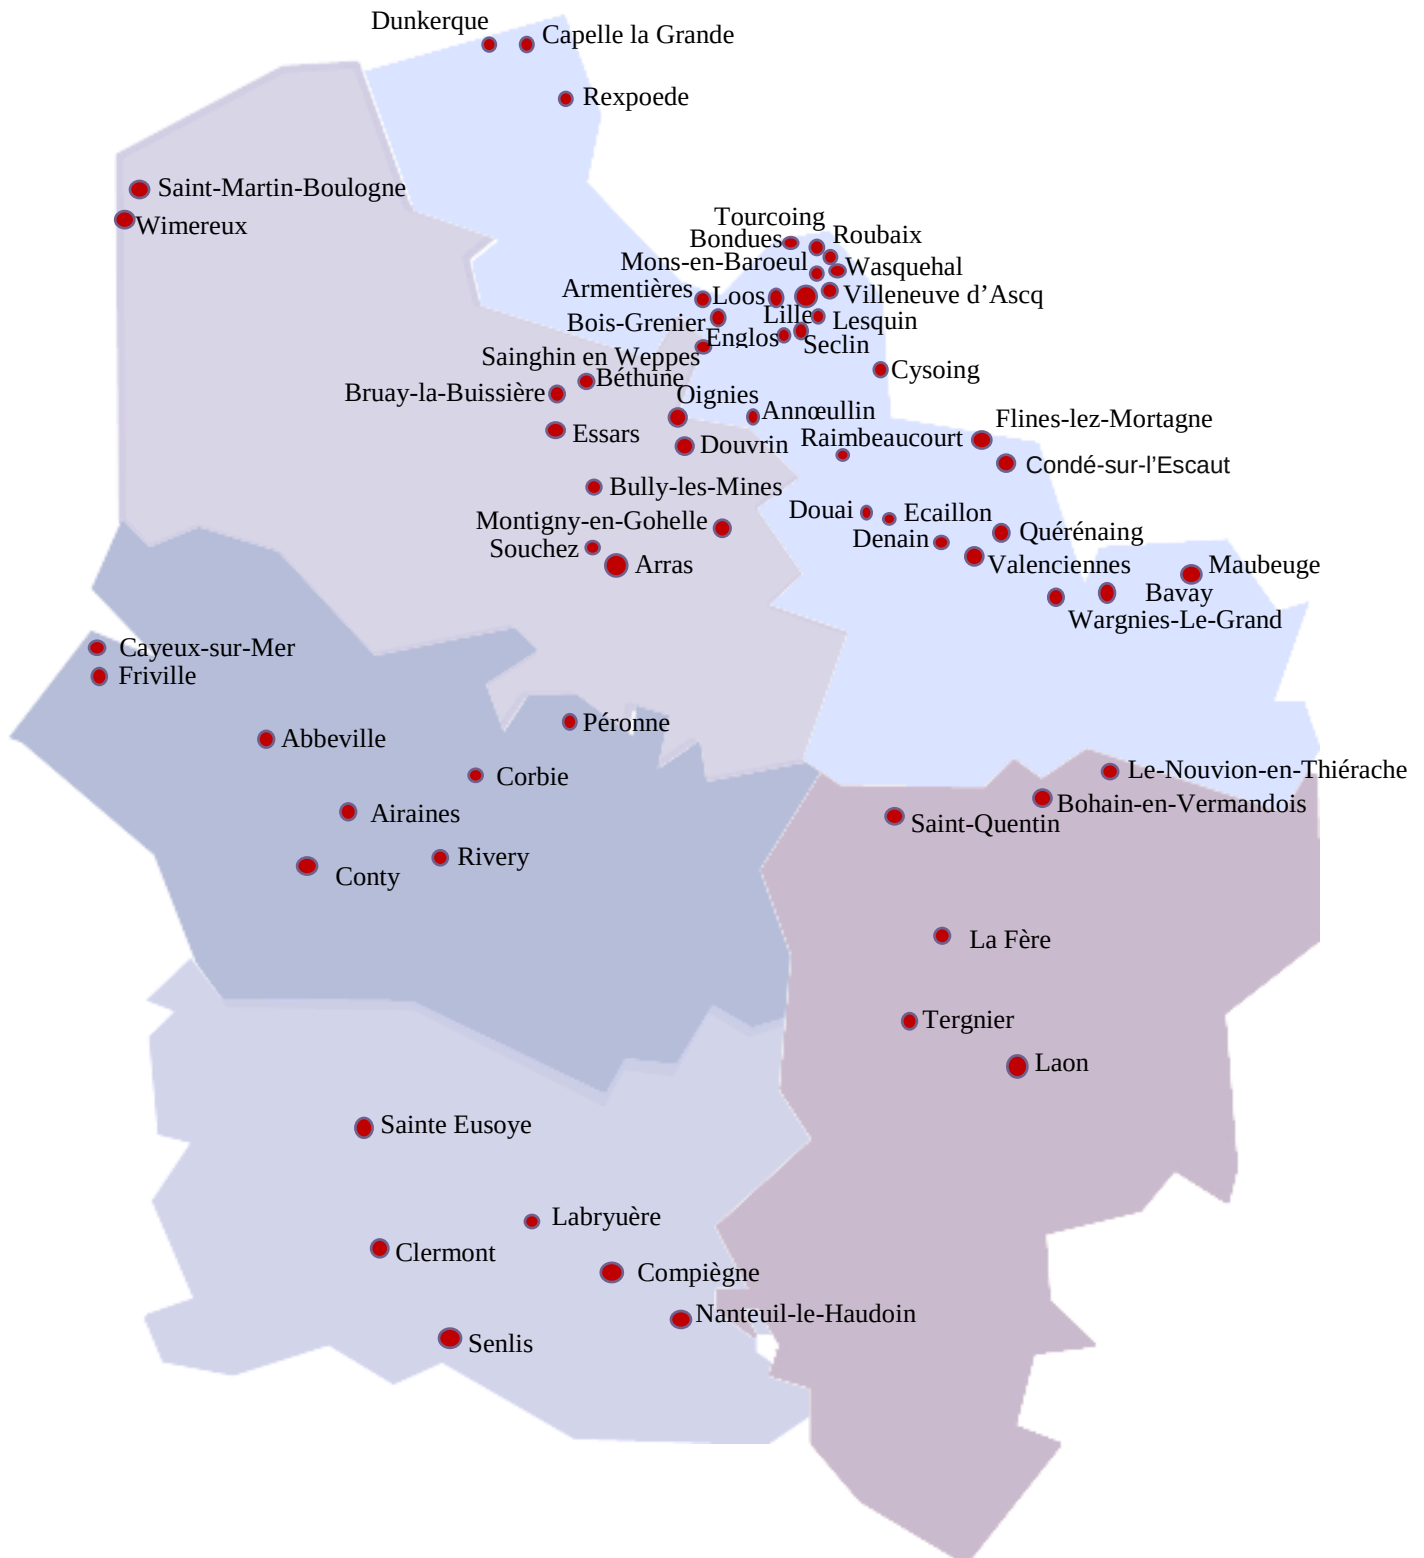 Dunkerque
Capelle la Grande
Rexpoede
Saint-Martin-Boulogne
Wimereux
Tourcoing
Bondues
Roubaix
Mons-en-Baroeul
Wasquehal
Armentières
Loos
Villeneuve d’Ascq
Bois-Grenier
Lille
Lesquin
Englos
Seclin
Sainghin en Weppes
Cysoing
Béthune
Bruay-la-Buissière
Oignies
Annœullin
Flines-lez-Mortagne
Essars
Douvrin
Raimbeaucourt
Condé-sur-l’Escaut
Bully-les-Mines
Montigny-en-Gohelle
Douai
Ecaillon
Quérénaing
Souchez
Denain
Arras
Valenciennes
Maubeuge
Bavay
Wargnies-Le-Grand
Cayeux-sur-Mer
Friville
Péronne
Abbeville
Corbie
Le-Nouvion-en-Thiérache
Bohain-en-Vermandois
Airaines
Saint-Quentin
Rivery
Conty
La Fère
Tergnier
Laon
Sainte Eusoye
Labryuère
Clermont
Compiègne
Nanteuil-le-Haudoin
Senlis